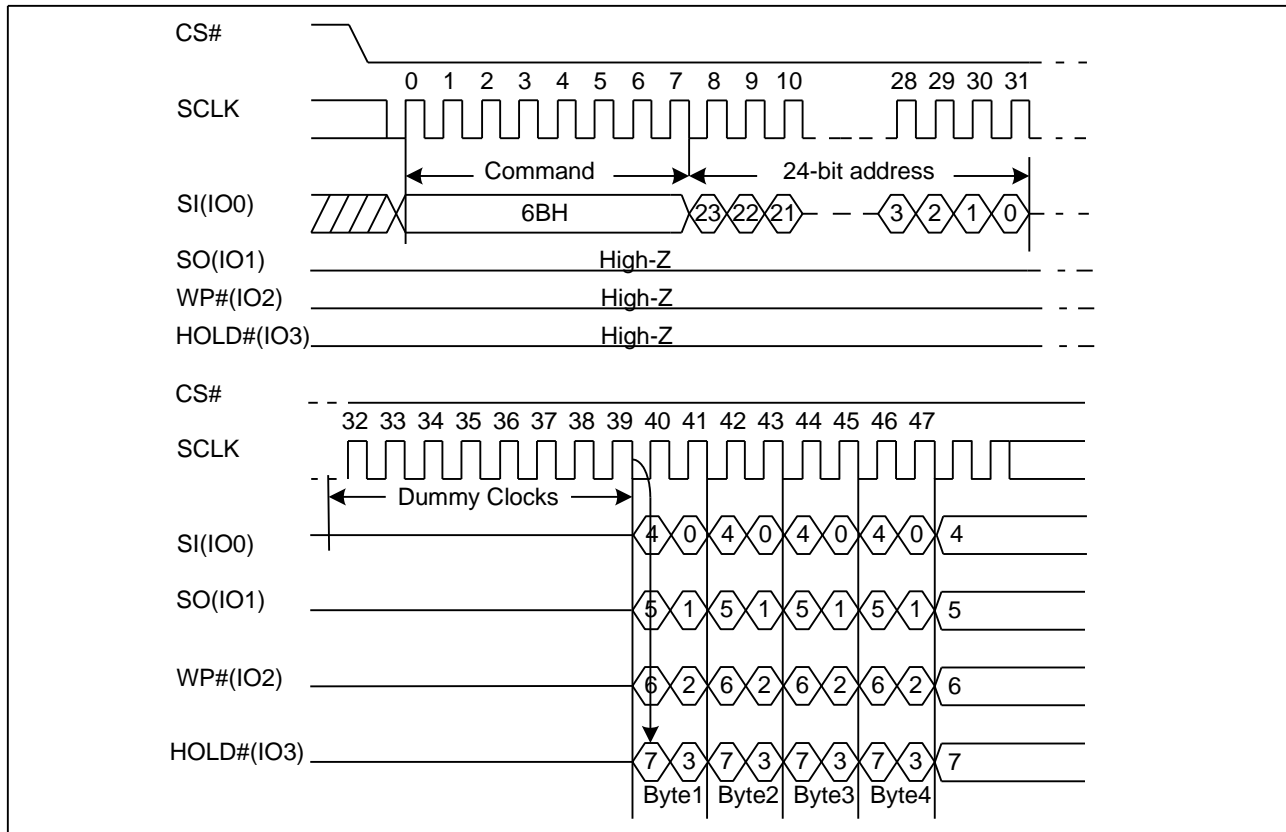 CS#
0 1 2 3 4 5 6 7 8 9 10 28 29 30 31
SCLK
Command 24-bit address
SI(IO0) 6BH 23 22 21 3 2 1 0
SO(IO1) High-Z
WP#(IO2) High-Z
HOLD#(IO3) High-Z
CS#
32 33 34 35 36 37 38 39 40 41 42 43 44 45 46 47
SCLK
Dummy Clocks
SI(IO0) 4 0 4 0 4 0 4 0 4
SO(IO1) 5 1 5 1 5 1 5 1 5
WP#(IO2) 6 2 6 2 6 2 6 2 6
HOLD#(IO3) 7 3 7 3 7 3 7 3 7
Byte1 Byte2 Byte3 Byte4